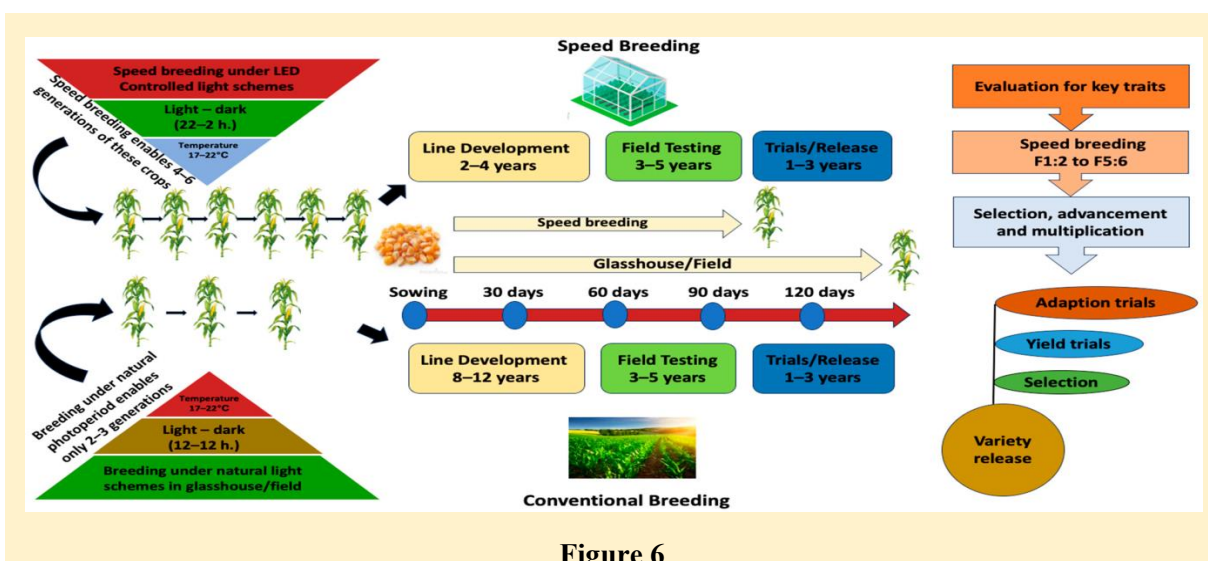 Speed breeding under LED
Controlled light schemes
Light – dark
(22–2 h.)
Temperature
17–22°C
Speed breeding enables 4–6
generations of these crops
Breeding under natural
photoperiod enables
only 2–3 generations
Temperature
17–22°C
Light – dark
(12–12 h.)
Breeding under natural light
schemes in glasshouse/field
Speed Breeding
Line Development
2–4 years
Field Testing
3–5 years
Trials/Release
1–3 years
Speed breeding
Glasshouse/Field
Sowing 30 days 60 days 90 days 120 days
Line Development
8–12 years
Field Testing
3–5 years
Trials/Release
1–3 years
Conventional Breeding
Evaluation for key traits
Speed breeding
F1:2 to F5:6
Selection, advancement
and multiplication
Adaption trials
Yield trials
Selection
Variety
release
Figure 6